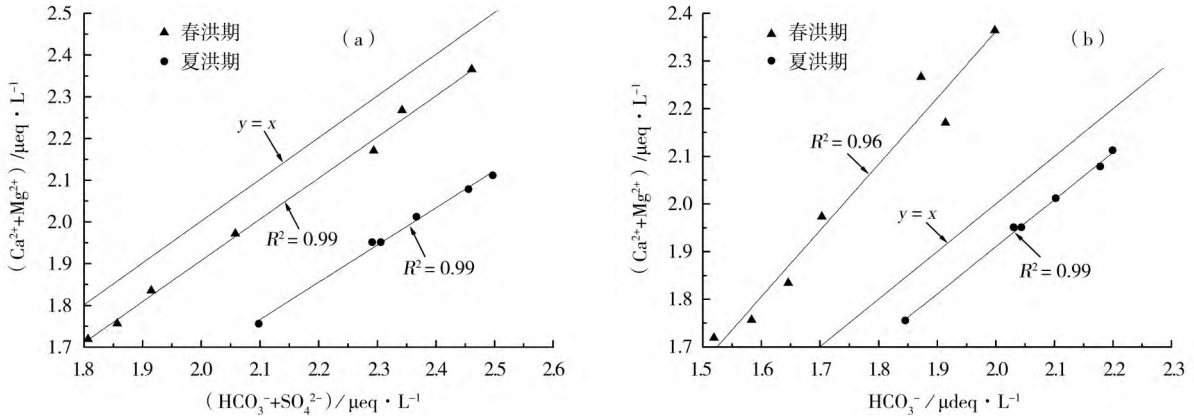 2.5
2.4
2.3
2.2
2.1
2.0
1.9
1.8
1.7
(Ca²⁺+Mg²⁺)/μeq·L⁻¹
▲ 春洪期
● 夏洪期
(a)
y=x
R²=0.99
R²=0.99
1.8 1.9 2.0 2.1 2.2 2.3 2.4 2.5 2.6
(HCO₃⁻+SO₄²⁻)/μeq·L⁻¹
2.4
2.3
2.2
2.1
2.0
1.9
1.8
1.7
(Ca²⁺+Mg²⁺)/μeq·L⁻¹
▲ 春洪期
● 夏洪期
(b)
R²=0.96
y=x
R²=0.99
1.5 1.6 1.7 1.8 1.9 2.0 2.1 2.2 2.3
HCO₃⁻/μdeq·L⁻¹